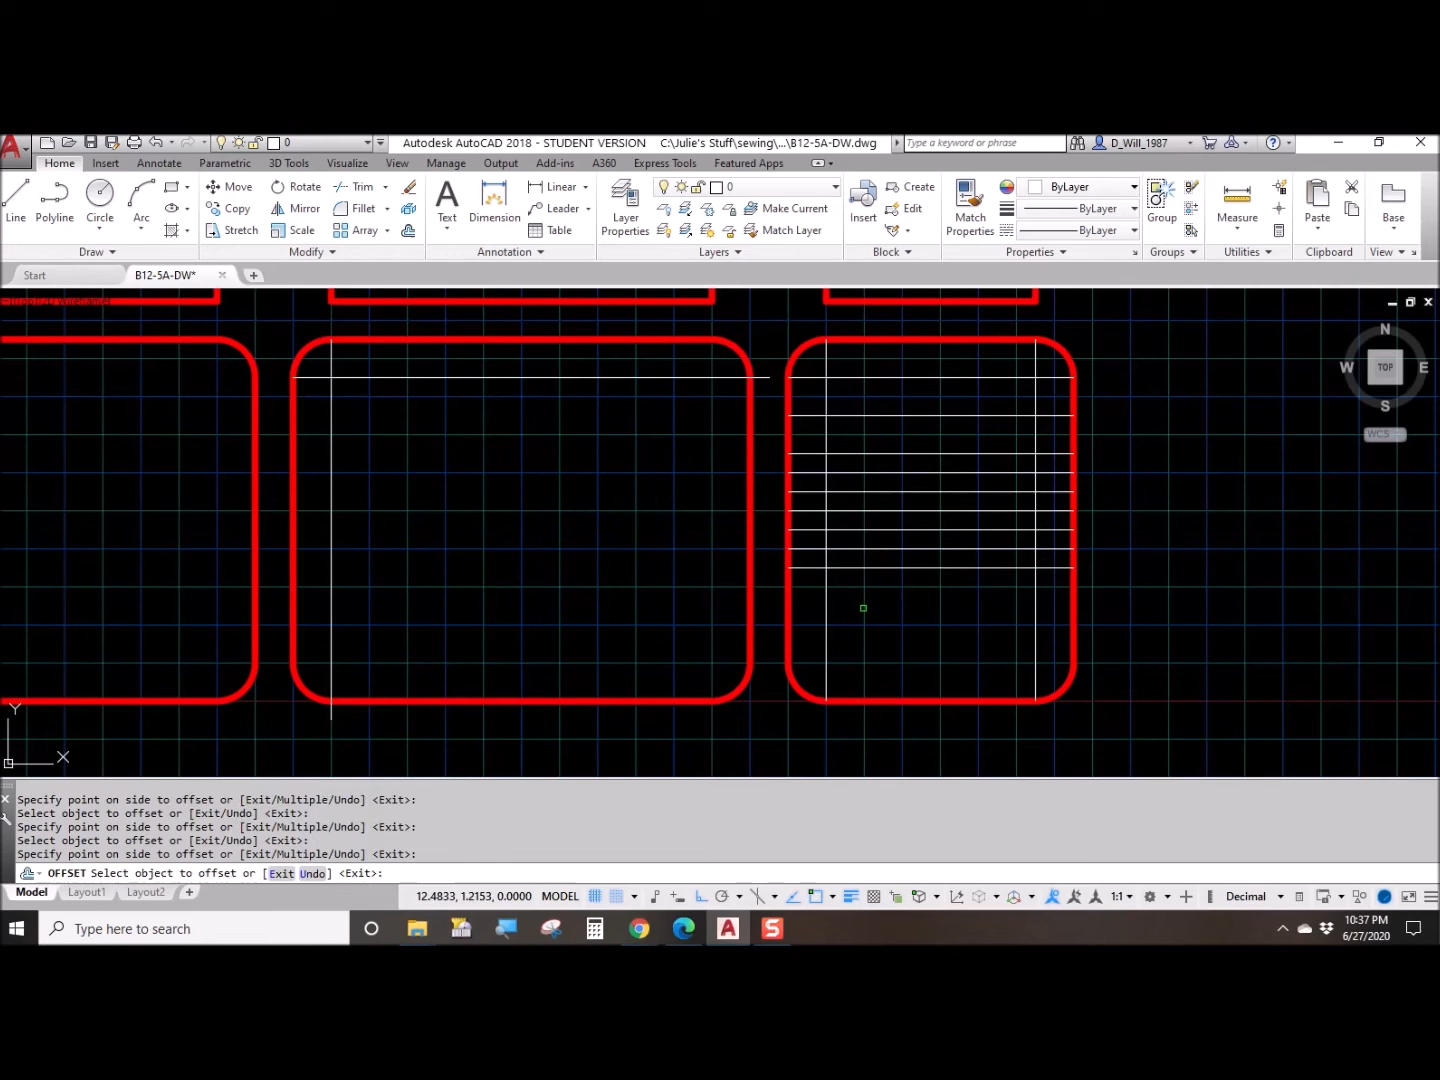 0
Autodesk AutoCAD 2018 - STUDENT VERSION C:\Julie's Stuff\sewing\...\B12-5A-DW.dwg
Type a keyword or phrase
D_Will_1987
Home Insert Annotate Parametric 3D Tools Visualize View Manage Output Add-ins A360 Express Tools Featured Apps
Line Polyline Circle Arc
Move Rotate Trim
Copy Mirror Fillet
Stretch Scale Array
Text Dimension
Linear
Leader
Table
Layer Properties
0
Make Current
Match Layer
Insert
Create
Edit
Match Properties
ByLayer
ByLayer
ByLayer
Group
Measure
Paste
Base
Draw Modify Annotation Layers Block Properties Groups Utilities Clipboard View
Start B12-5A-DW*
N
W TOP E
S
WCS
Y
X
Specify point on side to offset or [Exit/Multiple/Undo] <Exit>:
Select object to offset or [Exit/Undo] <Exit>:
Specify point on side to offset or [Exit/Multiple/Undo] <Exit>:
Select object to offset or [Exit/Undo] <Exit>:
Specify point on side to offset or [Exit/Multiple/Undo] <Exit>:
OFFSET Select object to offset or [Exit Undo] <Exit>:
Model Layout1 Layout2 +
12.4833, 1.2153, 0.0000 MODEL
1:1
Decimal
Type here to search
10:37 PM
6/27/2020